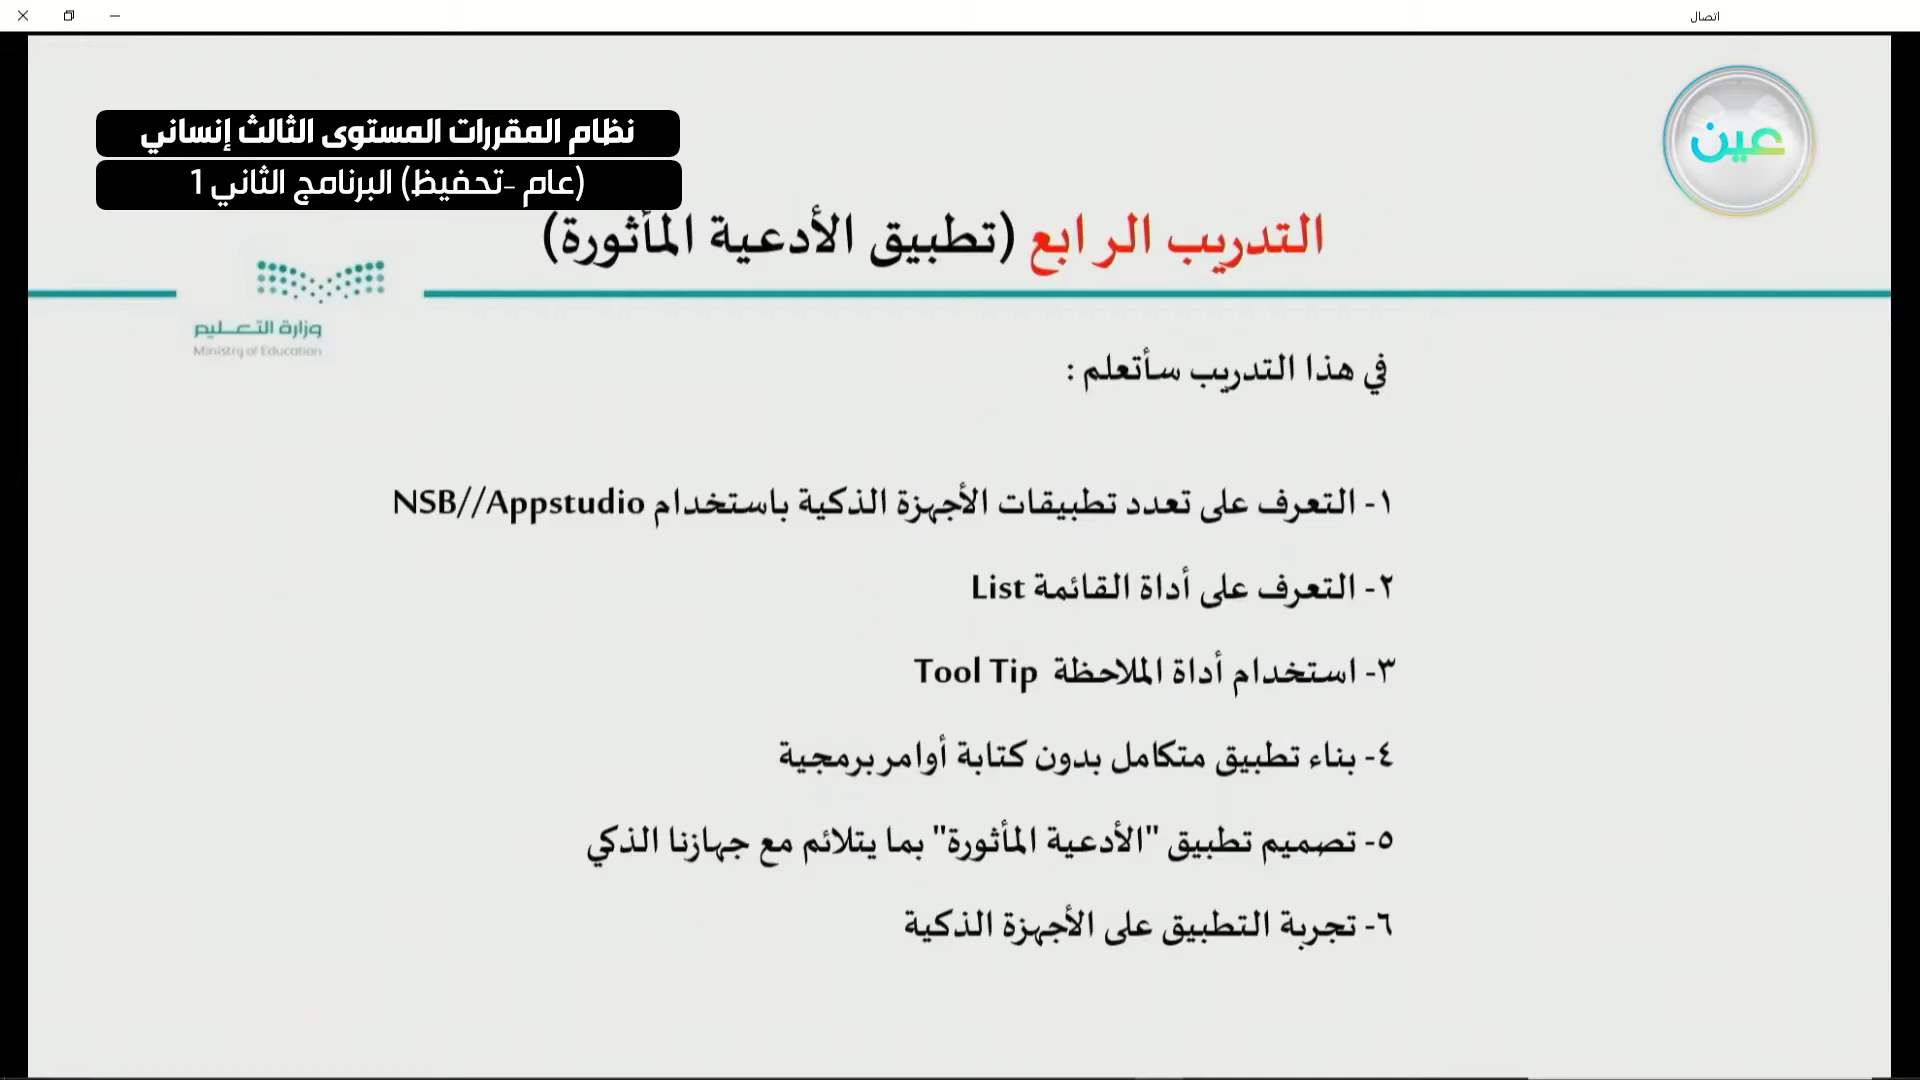 اتصال
عين
نظام المقررات المستوى الثالث إنساني
(عام -تحفيظ) البرنامج الثاني 1
التدريب الرابع (تطبيق الأدعية المأثورة)
وزارة التعليم
Ministry of Education
في هذا التدريب سأتعلم :
١- التعرف على تعدد تطبيقات الأجهزة الذكية باستخدام NSB//Appstudio
٢- التعرف على أداة القائمة List
٣- استخدام أداة الملاحظة Tool Tip
٤- بناء تطبيق متكامل بدون كتابة أوامر برمجية
٥- تصميم تطبيق "الأدعية المأثورة" بما يتلائم مع جهازنا الذكي
٦- تجربة التطبيق على الأجهزة الذكية